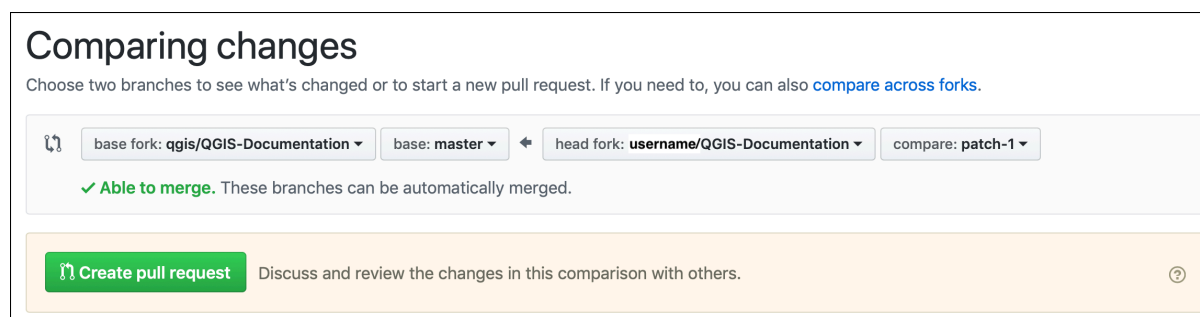 Comparing changes
Choose two branches to see what's changed or to start a new pull request. If you need to, you can also compare across forks.
base fork: qgis/QGIS-Documentation base: master head fork: username/QGIS-Documentation compare: patch-1
Able to merge. These branches can be automatically merged.
Create pull request Discuss and review the changes in this comparison with others. ?